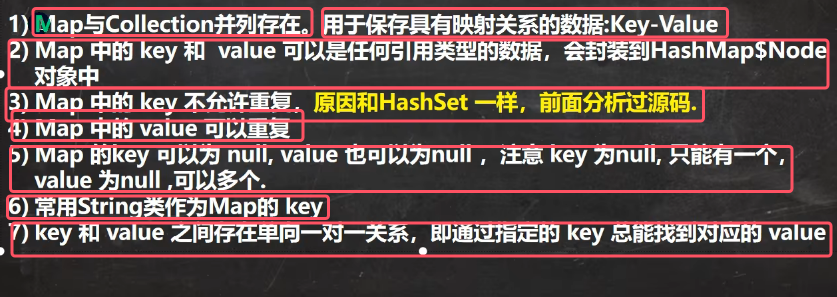 1) Map与Collection并列存在。用于保存具有映射关系的数据:Key-Value
2) Map 中的 key 和 value 可以是任何引用类型的数据，会封装到HashMap$Node
对象中
3) Map 中的 key 不允许重复，原因和HashSet 一样，前面分析过源码.
4) Map 中的 value 可以重复
5) Map 的key 可以为 null, value 也可以为null ，注意 key 为null, 只能有一个，
value 为null ,可以多个.
6) 常用String类作为Map的 key
7) key 和 value 之间存在单向一对一关系，即通过指定的 key 总能找到对应的 value